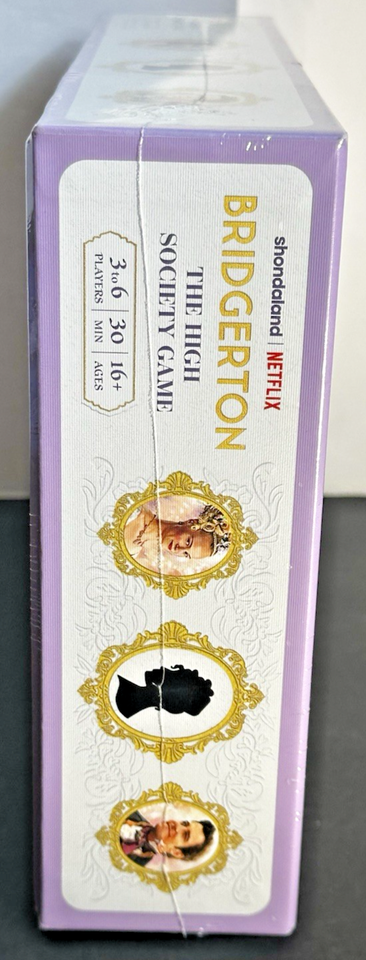 shondaland | NETFLIX
BRIDGERTON
THE HIGH
SOCIETY GAME
3 to 6 | 30 | 16+
PLAYERS | MIN | AGES